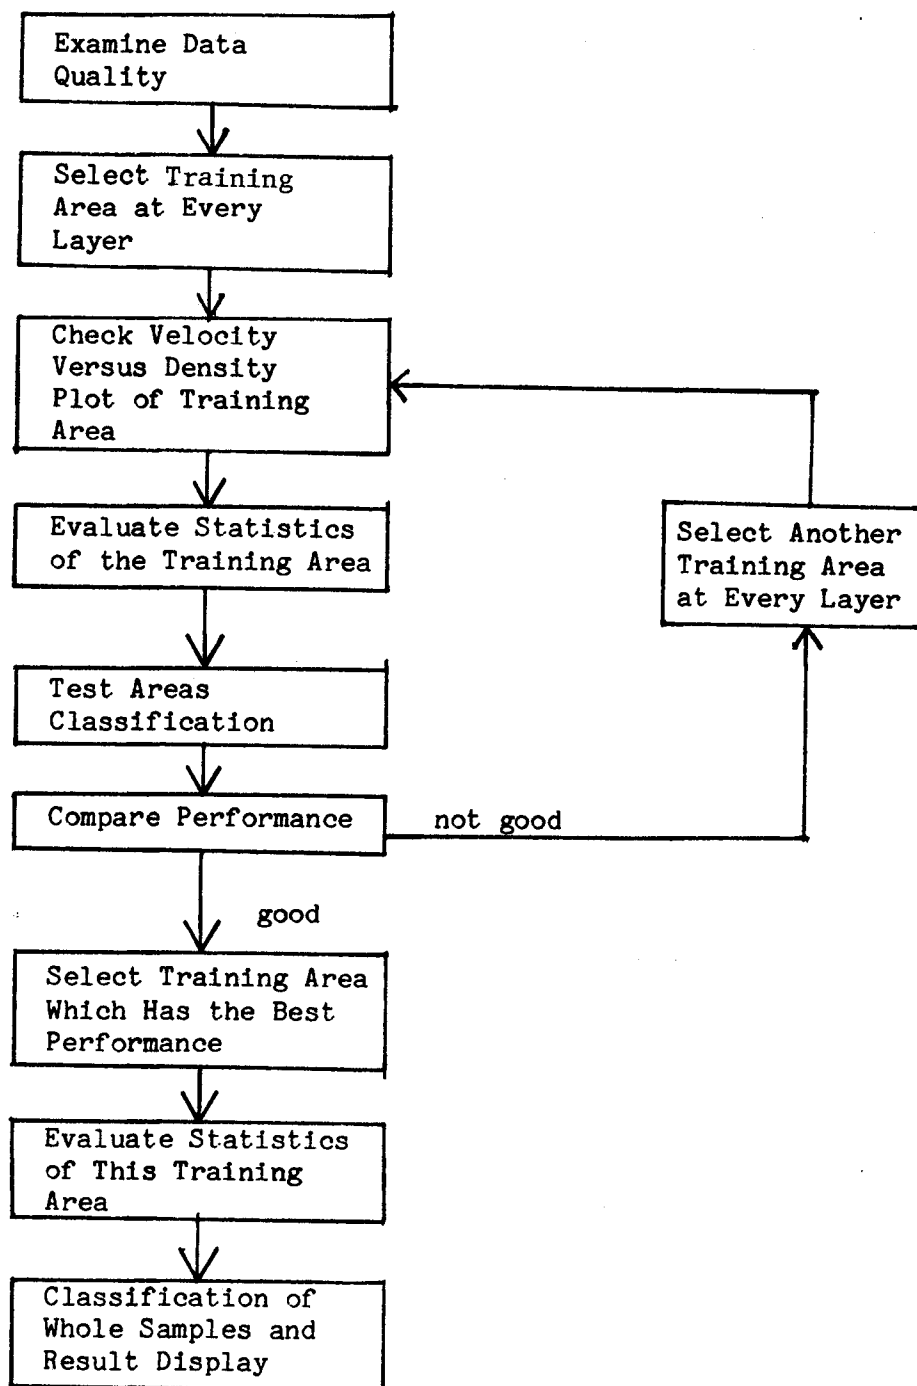 Examine Data
Quality
Select Training
Area at Every
Layer
Check Velocity
Versus Density
Plot of Training
Area
Evaluate Statistics
of the Training Area
Select Another
Training Area
at Every Layer
Test Areas
Classification
Compare Performance
not good
good
Select Training Area
Which Has the Best
Performance
Evaluate Statistics
of This Training
Area
Classification of
Whole Samples and
Result Display